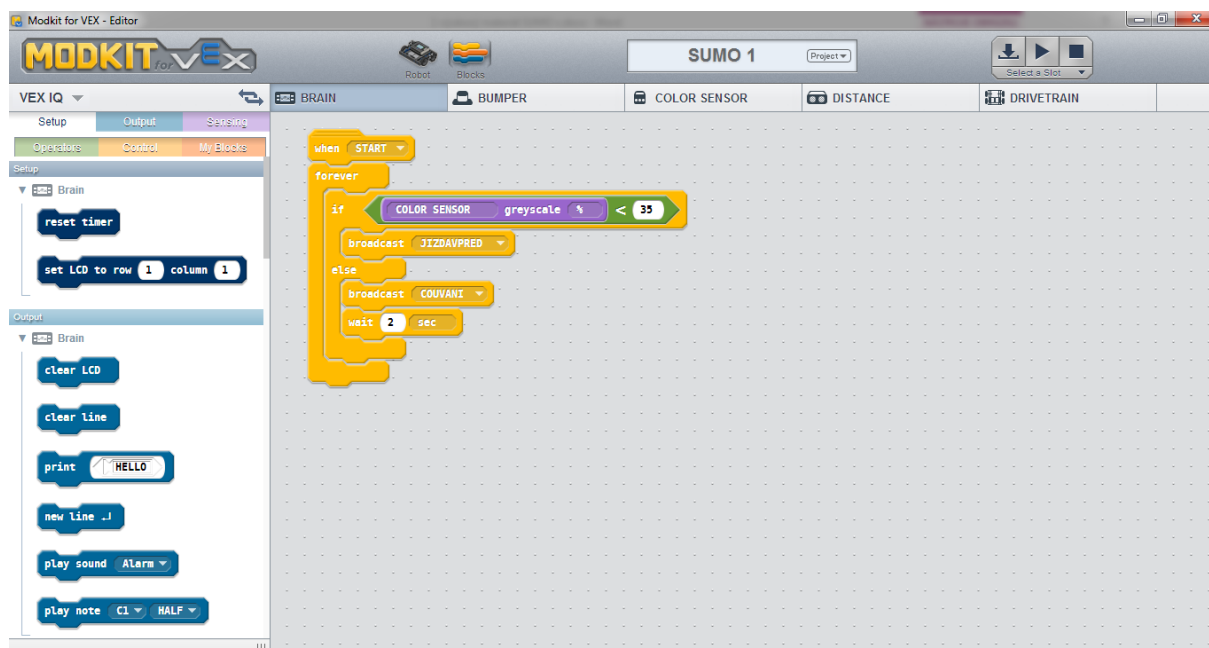 Modkit for VEX - Editor
MODKIT for VEX
Robot
Blocks
SUMO 1
Project
Select a Slot
VEX IQ
BRAIN
BUMPER
COLOR SENSOR
DISTANCE
DRIVETRAIN
Setup Output Sensing
Operators Control My Blocks
Setup
Brain
reset timer
set LCD to row 1 column 1
Output
Brain
clear LCD
clear line
print HELLO
new line
play sound Alarm
play note C1 HALF
when START
forever
if COLOR SENSOR greyscale % < 35
broadcast JIZDAVPRED
else
broadcast COUVANI
wait 2 sec